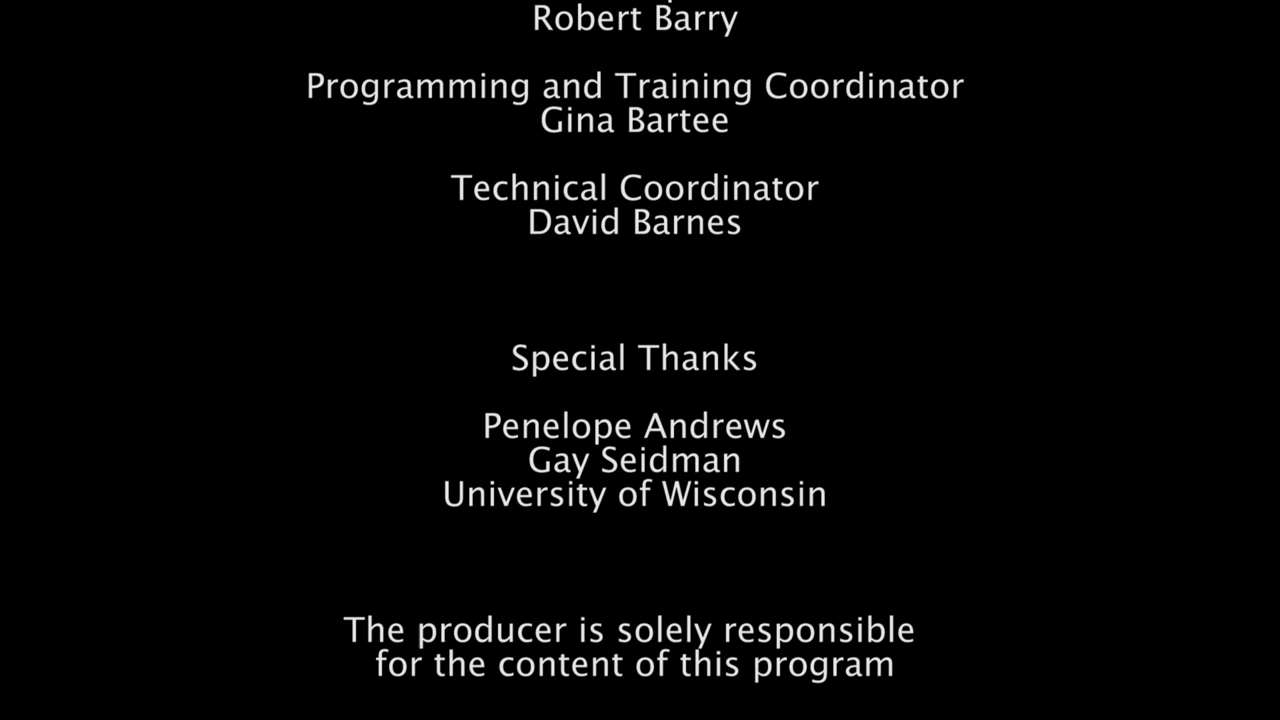 Robert Barry
Programming and Training Coordinator
Gina Bartee
Technical Coordinator
David Barnes
Special Thanks
Penelope Andrews
Gay Seidman
University of Wisconsin
The producer is solely responsible
for the content of this program